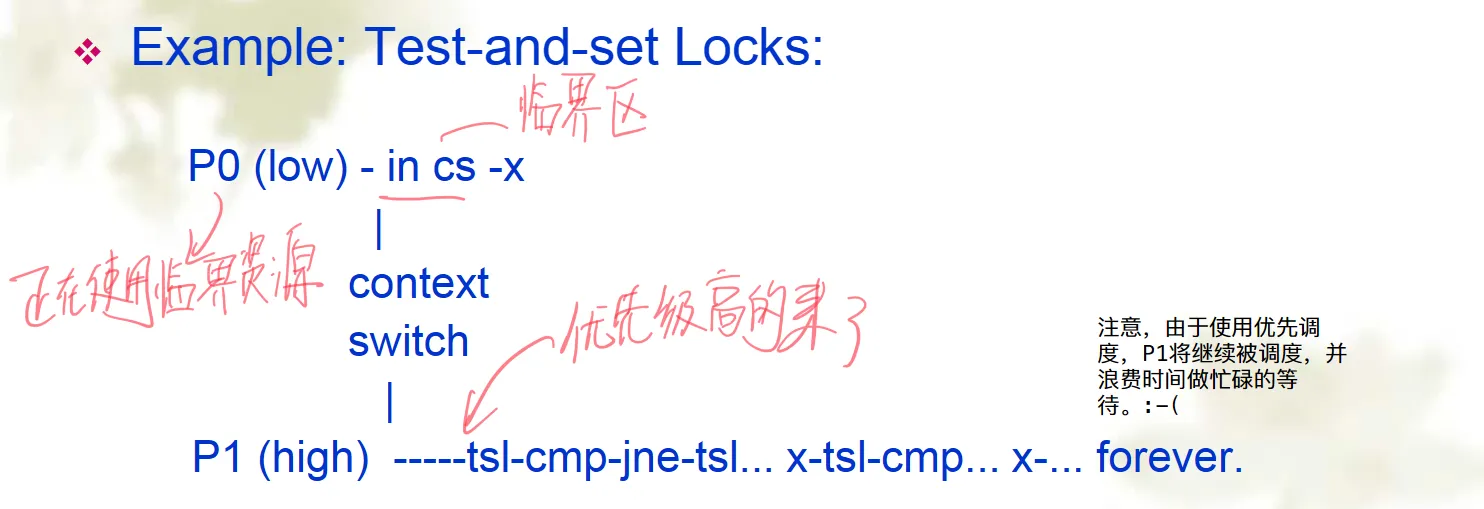 ❖ Example: Test-and-set Locks:
临界区
P0 (low) - in cs -x
|
正在使用临界资源
context
switch
优先级高的来了
|
注意，由于使用优先调
度，P1将继续被调度，并
浪费时间做忙碌的等
待。:-(
P1 (high) -----tsl-cmp-jne-tsl... x-tsl-cmp... x-... forever.